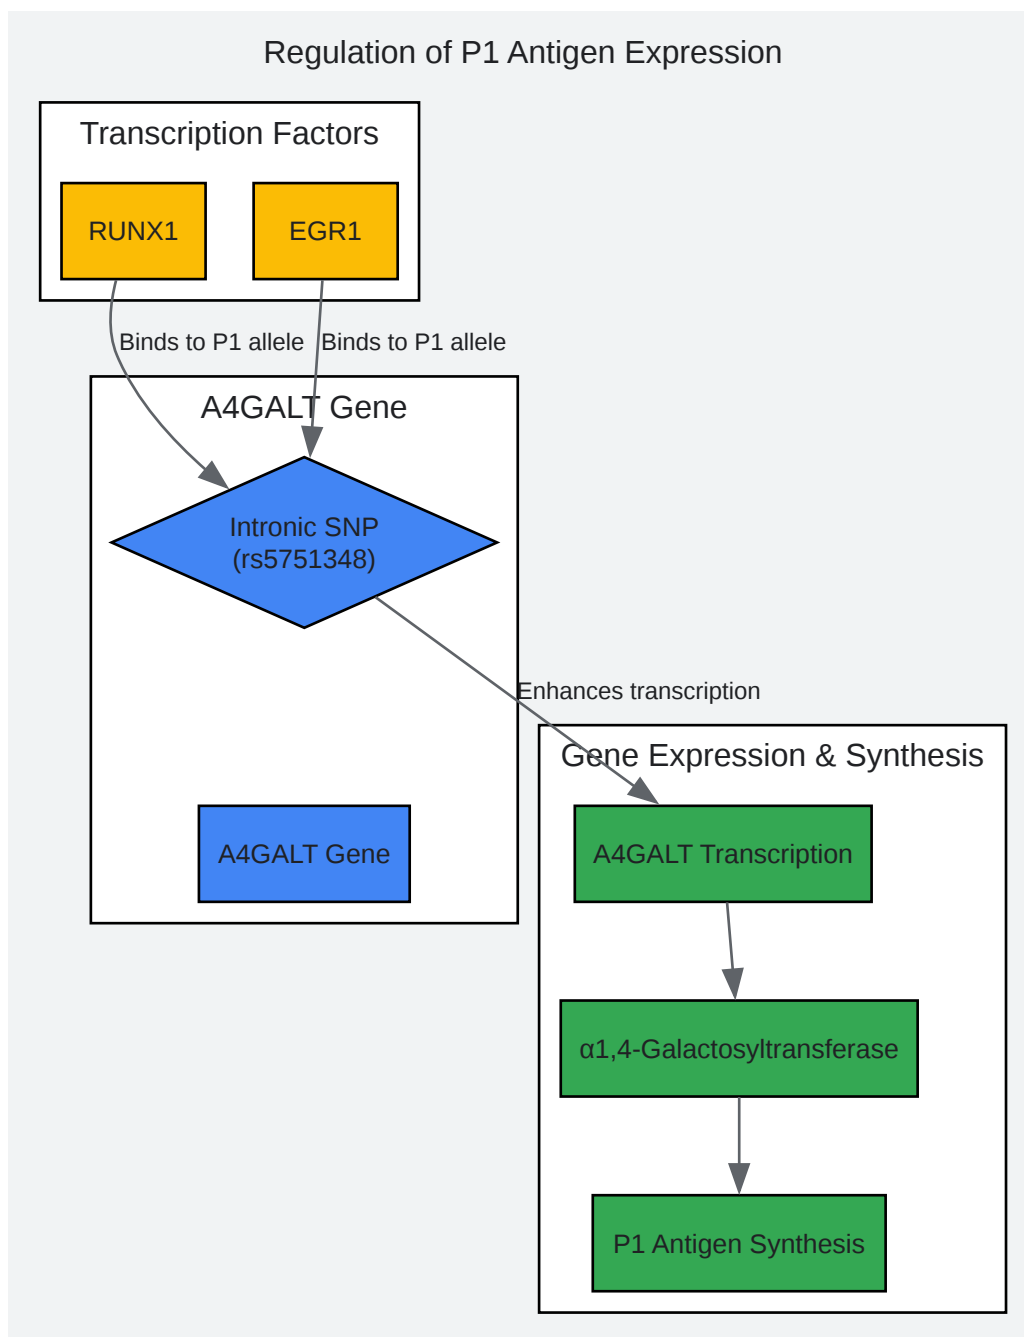 Regulation of P1 Antigen Expression
Transcription Factors
RUNX1
EGR1
Binds to P1 allele
Binds to P1 allele
A4GALT Gene
Intronic SNP
(rs5751348)
Enhances transcription
Gene Expression & Synthesis
A4GALT Gene
A4GALT Transcription
α1,4-Galactosyltransferase
P1 Antigen Synthesis